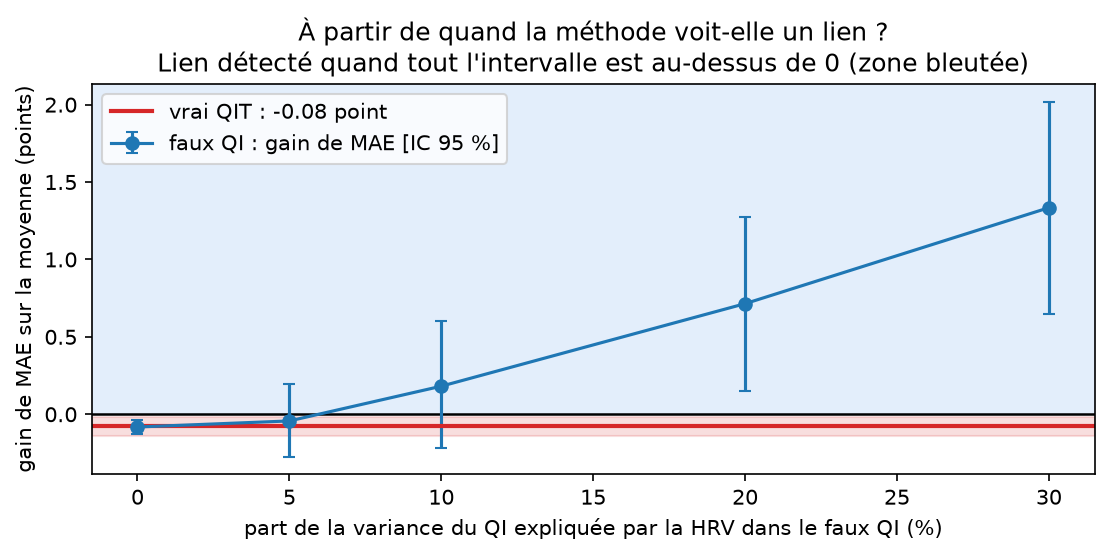 À partir de quand la méthode voit-elle un lien ?
Lien détecté quand tout l'intervalle est au-dessus de 0 (zone bleutée)
vrai QIT : -0.08 point
faux QI : gain de MAE [IC 95 %]
gain de MAE sur la moyenne (points)
2.0
1.5
1.0
0.5
0.0
0
5
10
15
20
25
30
part de la variance du QI expliquée par la HRV dans le faux QI (%)